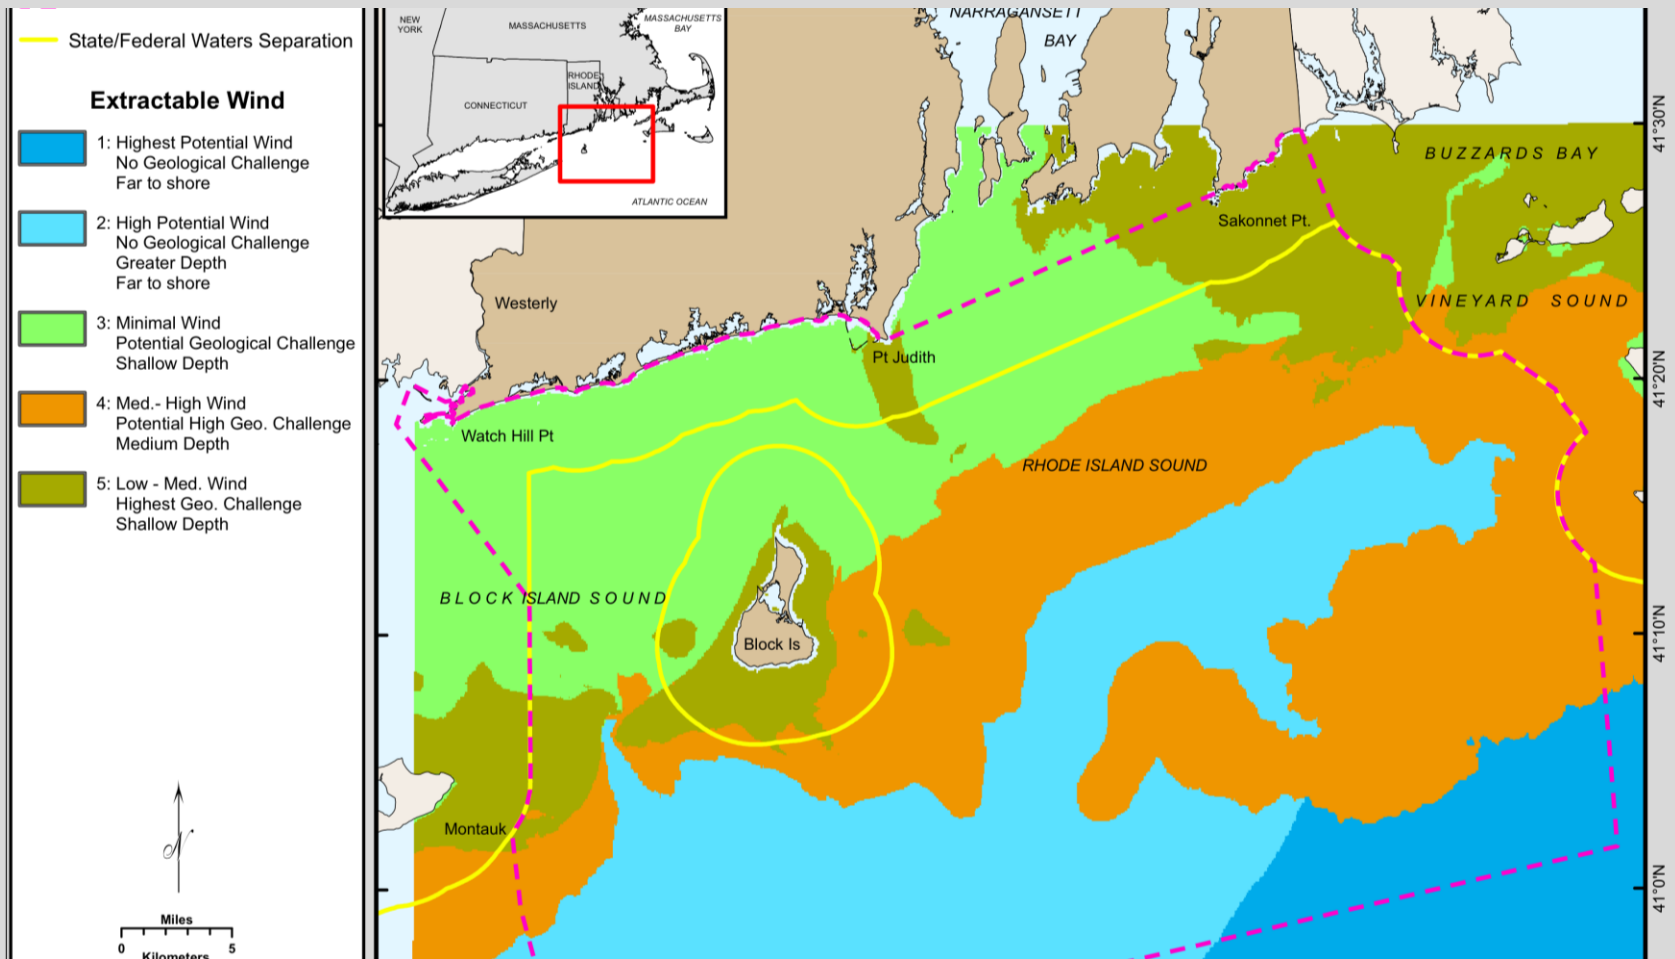 State/Federal Waters Separation
Extractable Wind
1: Highest Potential Wind
No Geological Challenge
Far to shore
2: High Potential Wind
No Geological Challenge
Greater Depth
Far to shore
3: Minimal Wind
Potential Geological Challenge
Shallow Depth
4: Med.- High Wind
Potential High Geo. Challenge
Medium Depth
5: Low - Med. Wind
Highest Geo. Challenge
Shallow Depth
N
Miles
0 5
Kilometers
NEW
YORK
MASSACHUSETTS
MASSACHUSETTS
BAY
RHODE
ISLAND
CONNECTICUT
ATLANTIC OCEAN
NARRAGANSETT
BAY
BUZZARDS BAY
Sakonnet Pt.
VINEYARD SOUND
Westerly
Pt Judith
Watch Hill Pt
RHODE ISLAND SOUND
BLOCK ISLAND SOUND
Block Is
Montauk
41°30'N
41°20'N
41°10'N
41°0'N